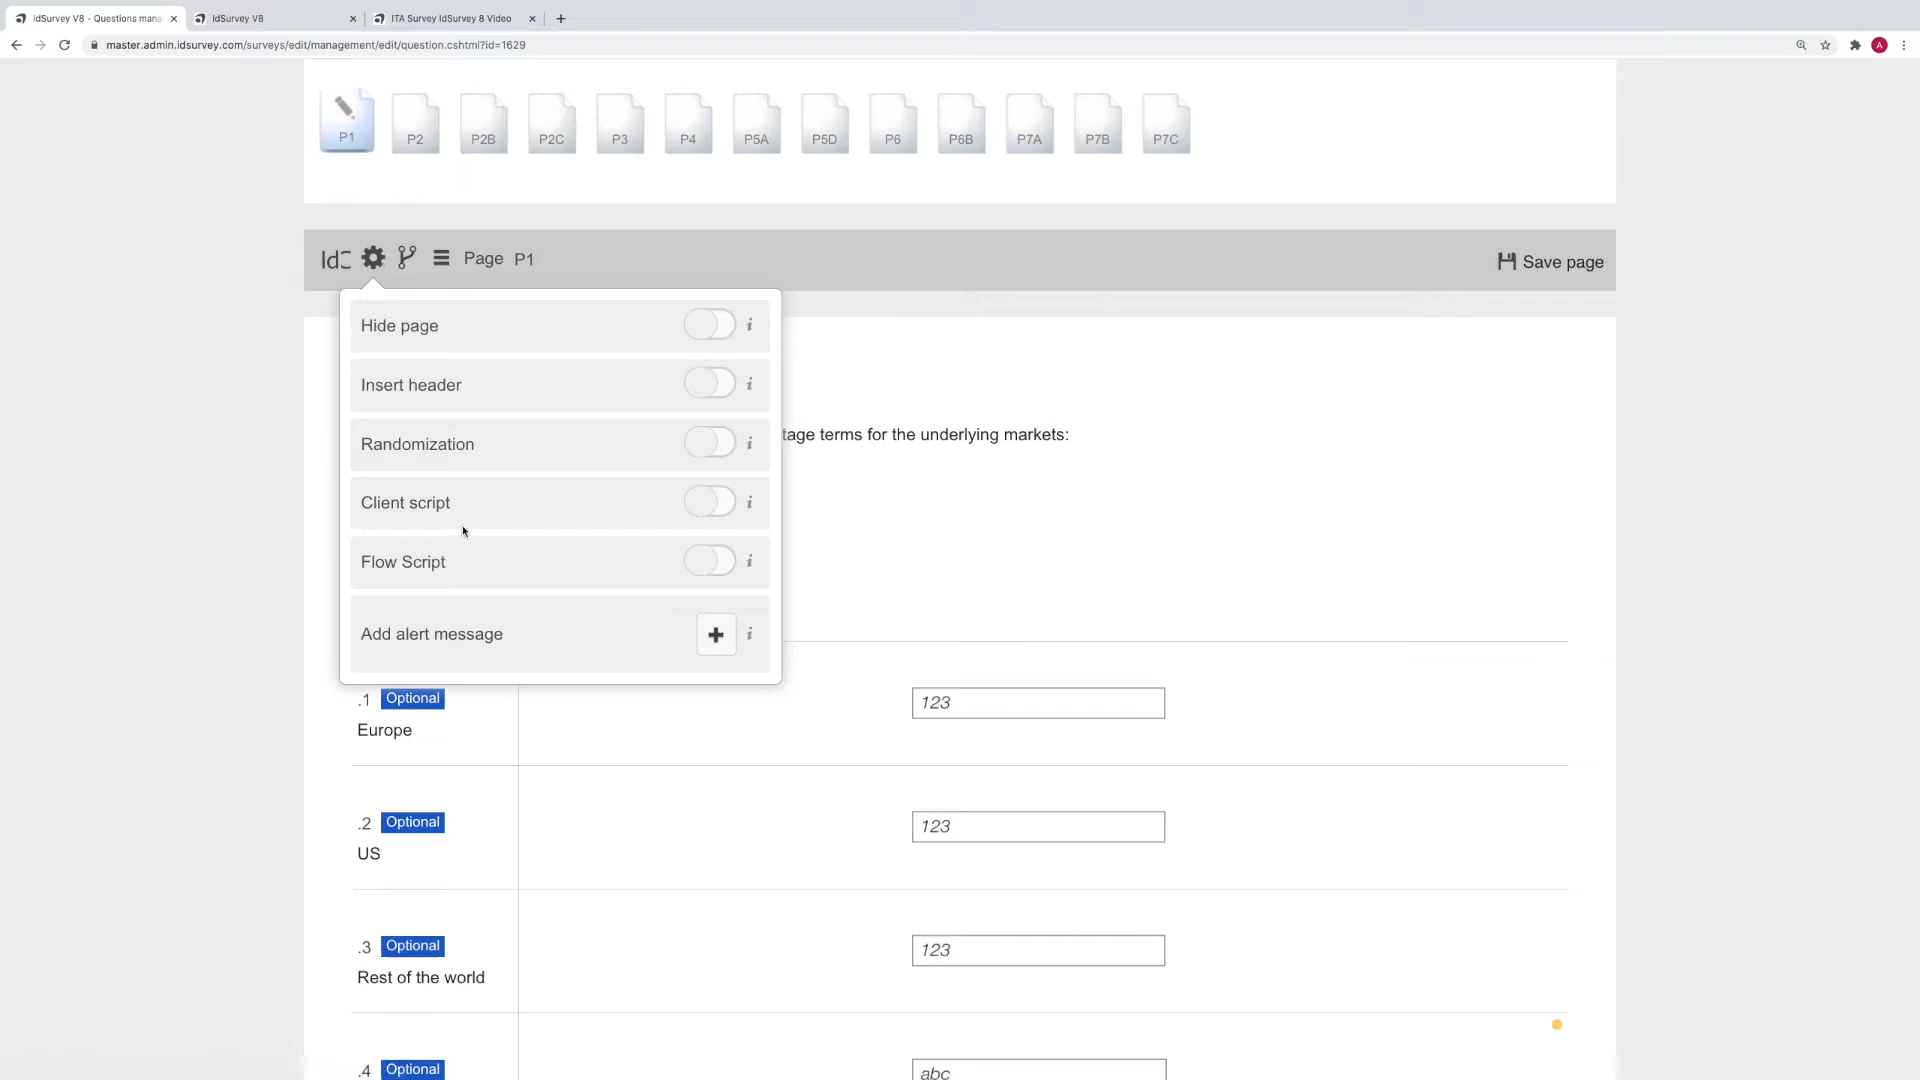 IdSurvey V8 - Questions mana
IdSurvey V8
ITA Survey IdSurvey 8 Video
master.admin.idsurvey.com/surveys/edit/management/edit/question.cshtml?id=1629
A
P1 P2 P2B P2C P3 P4 P5A P5D P6 P6B P7A P7B P7C
Page P1
Save page
Hide page
Insert header
tage terms for the underlying markets:
Randomization
Client script
Flow Script
Add alert message
.1 Optional
123
Europe
.2 Optional
123
US
.3 Optional
123
Rest of the world
.4 Optional
abc